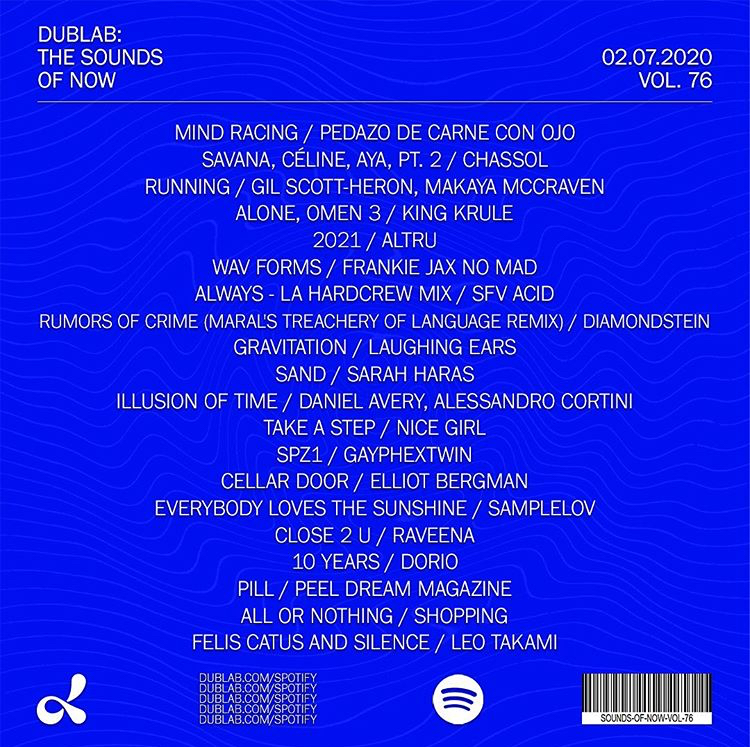 DUBLAB:
THE SOUNDS
OF NOW
02.07.2020
VOL. 76
MIND RACING / PEDAZO DE CARNE CON OJO
SAVANA, CÉLINE, AYA, PT. 2 / CHASSOL
RUNNING / GIL SCOTT-HERON, MAKAYA MCCRAVEN
ALONE, OMEN 3 / KING KRULE
2021 / ALTRU
WAV FORMS / FRANKIE JAX NO MAD
ALWAYS - LA HARDCREW MIX / SFV ACID
RUMORS OF CRIME (MARAL'S TREACHERY OF LANGUAGE REMIX) / DIAMONDSTEIN
GRAVITATION / LAUGHING EARS
SAND / SARAH HARAS
ILLUSION OF TIME / DANIEL AVERY, ALESSANDRO CORTINI
TAKE A STEP / NICE GIRL
SPZ1 / GAYPHEXTWIN
CELLAR DOOR / ELLIOT BERGMAN
EVERYBODY LOVES THE SUNSHINE / SAMPLELOV
CLOSE 2 U / RAVEENA
10 YEARS / DORIO
PILL / PEEL DREAM MAGAZINE
ALL OR NOTHING / SHOPPING
FELIS CATUS AND SILENCE / LEO TAKAMI
DUBLAB.COM/SPOTIFY
DUBLAB.COM/SPOTIFY
DUBLAB.COM/SPOTIFY
DUBLAB.COM/SPOTIFY
DUBLAB.COM/SPOTIFY
SOUNDS-OF-NOW-VOL-76